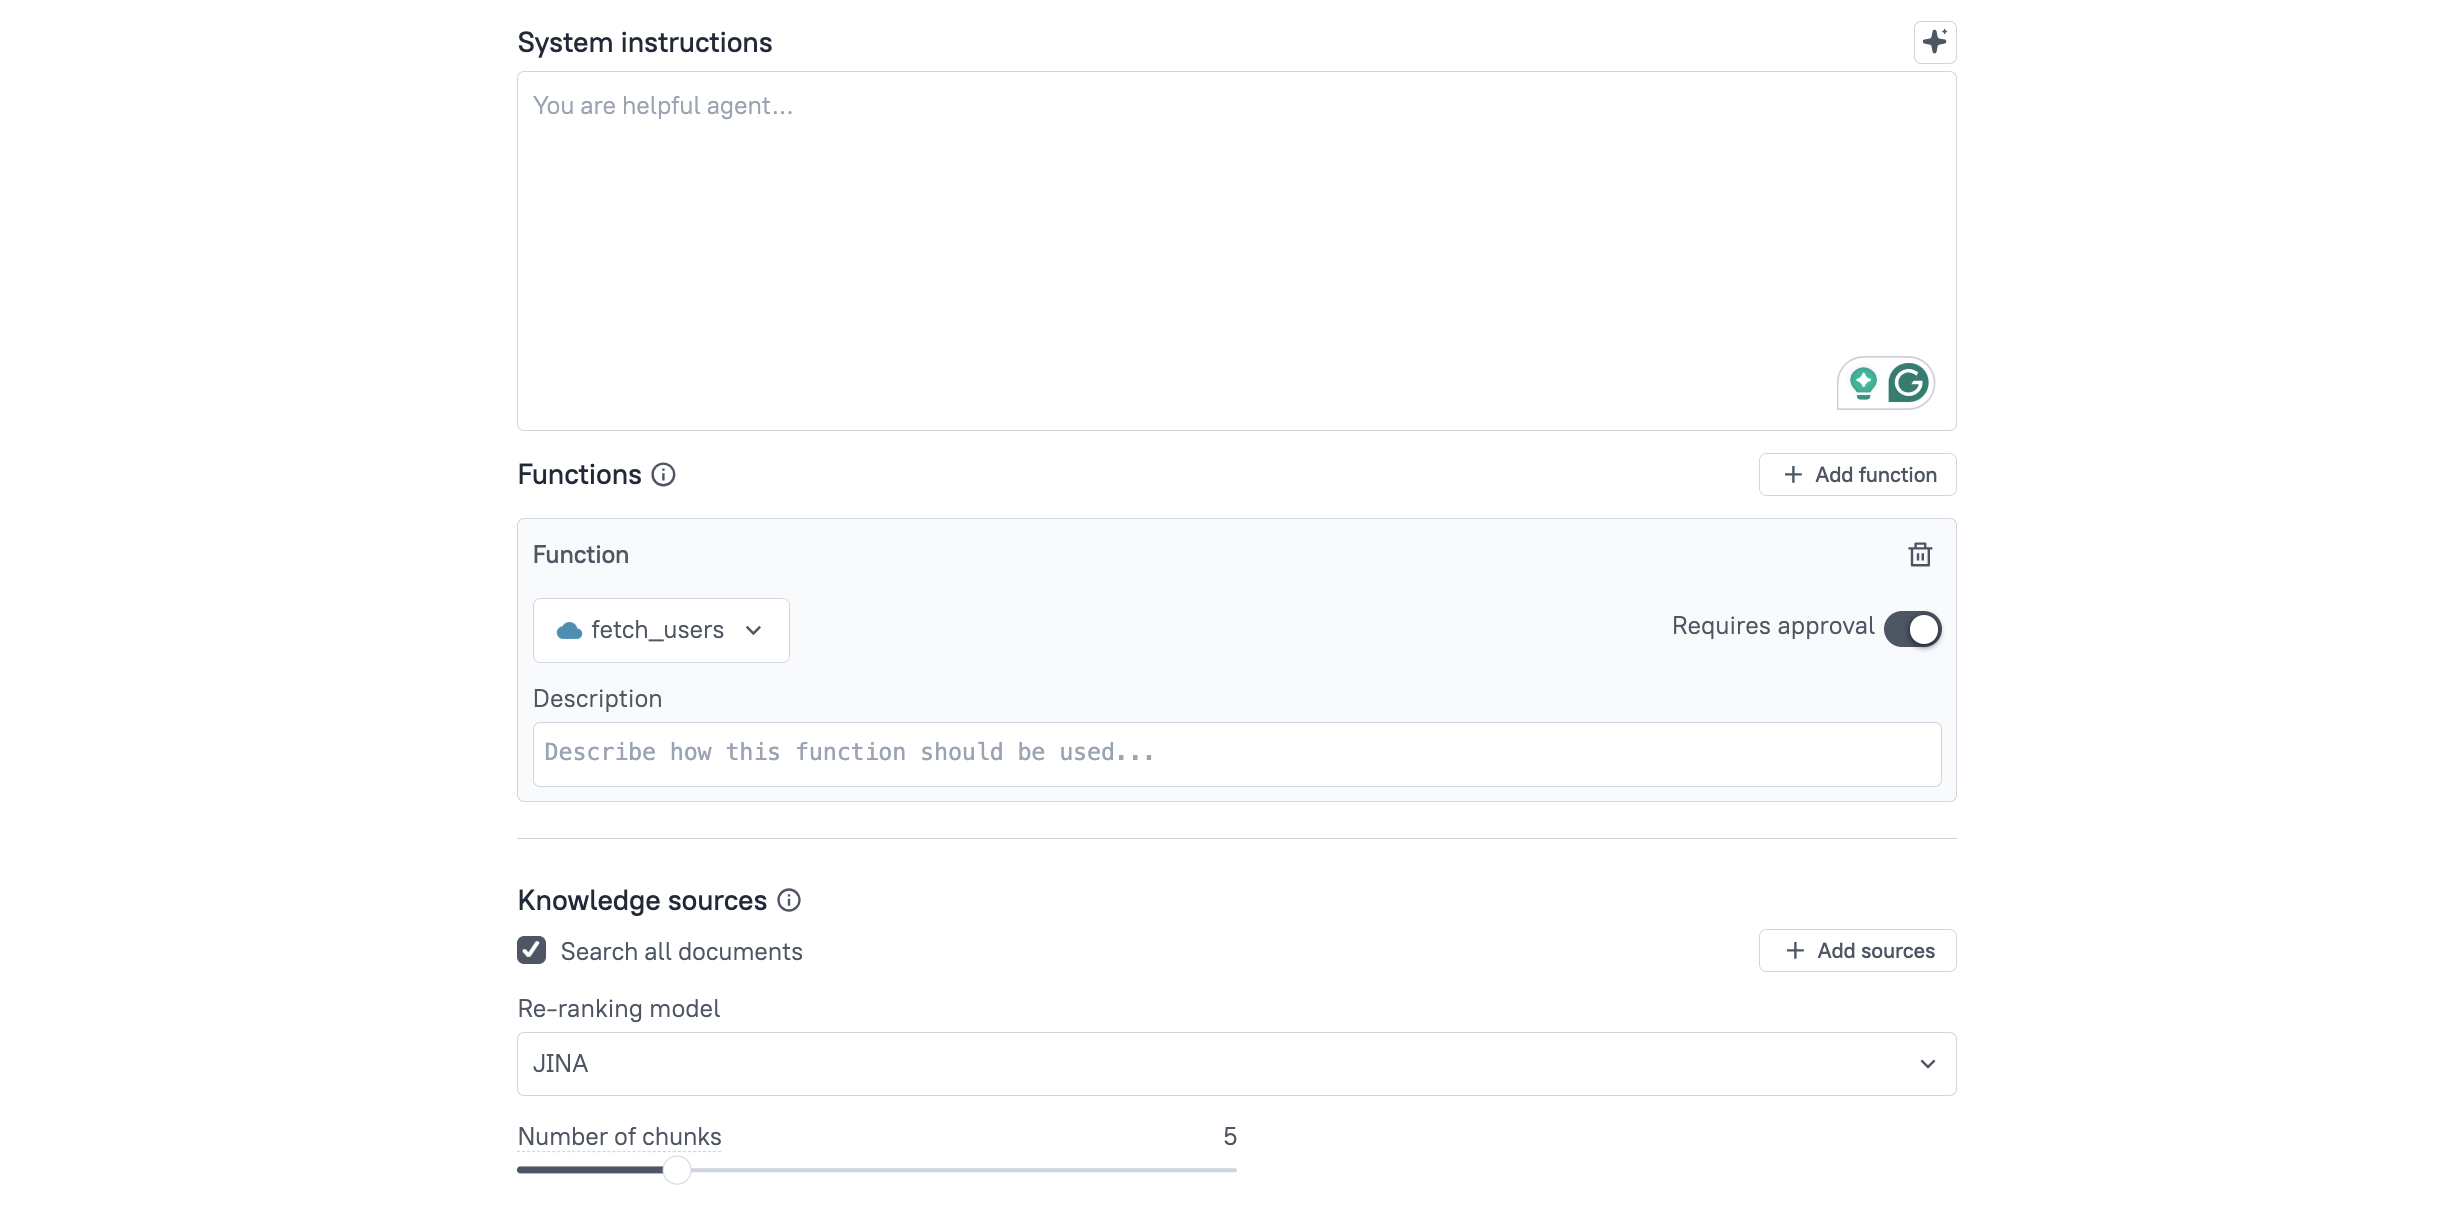 System instructions
You are helpful agent...
Functions
Add function
Function
fetch_users
Requires approval
Description
Describe how this function should be used...
Knowledge sources
Search all documents
Add sources
Re-ranking model
JINA
Number of chunks 5